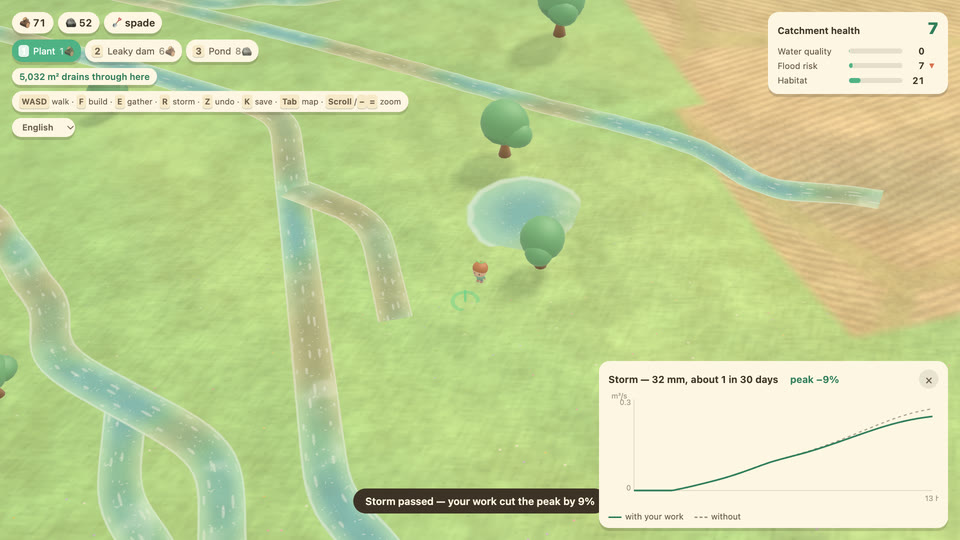 71 52 spade
Plant 1 2 Leaky dam 6 3 Pond 8
5,032 m² drains through here
WASD walk · F build · E gather · R storm · Z undo · K save · Tab map · Scroll / − = zoom
English
Catchment health 7
Water quality 0
Flood risk 7 ▼
Habitat 21
Storm — 32 mm, about 1 in 30 days peak −9% ×
m³/s
0.3
0
13 h
with your work without
Storm passed — your work cut the peak by 9%